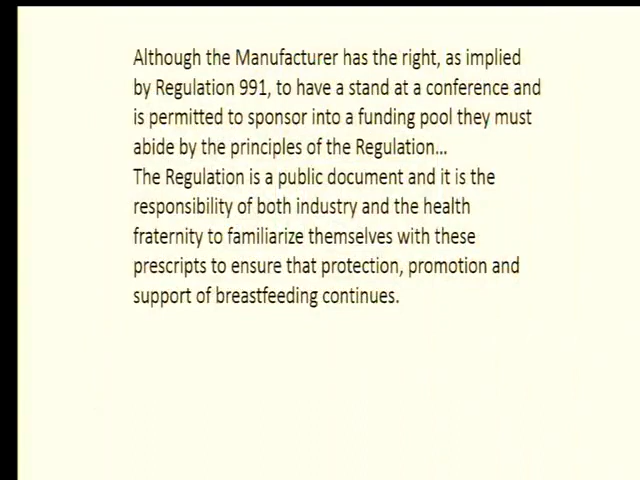 Although the Manufacturer has the right, as implied
by Regulation 991, to have a stand at a conference and
is permitted to sponsor into a funding pool they must
abide by the principles of the Regulation...
The Regulation is a public document and it is the
responsibility of both industry and the health
fraternity to familiarize themselves with these
prescripts to ensure that protection, promotion and
support of breastfeeding continues.